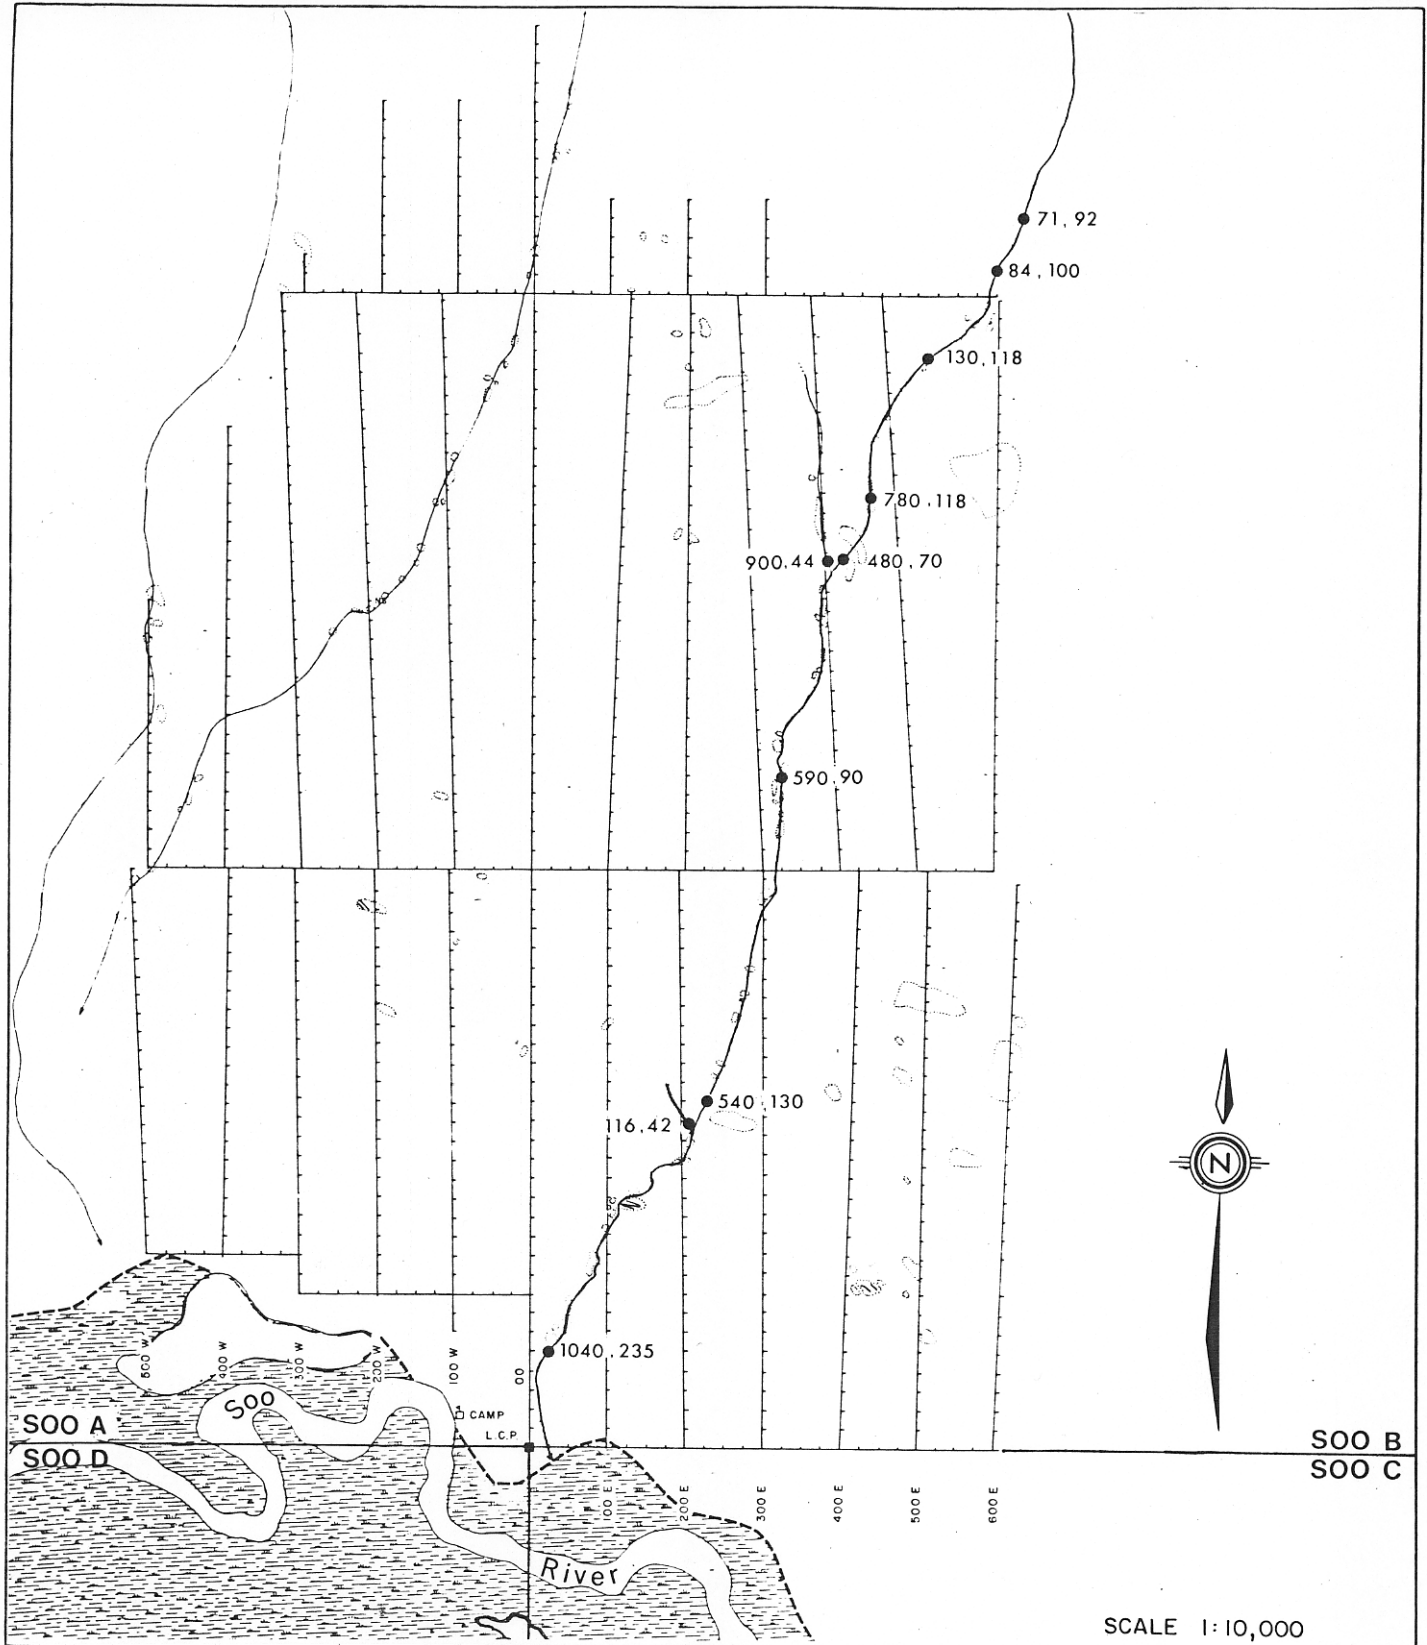 71, 92
84, 100
130, 118
780, 118
900, 44
480, 70
590, 90
540, 130
116, 42
N
1040, 235
500 W
400 W
300 W
200 W
100 W
00
Soo
CAMP
L.C.P.
SOO A
SOO B
SOO D
SOO C
100 E
200 E
300 E
400 E
500 E
600 E
River
SCALE 1:10,000